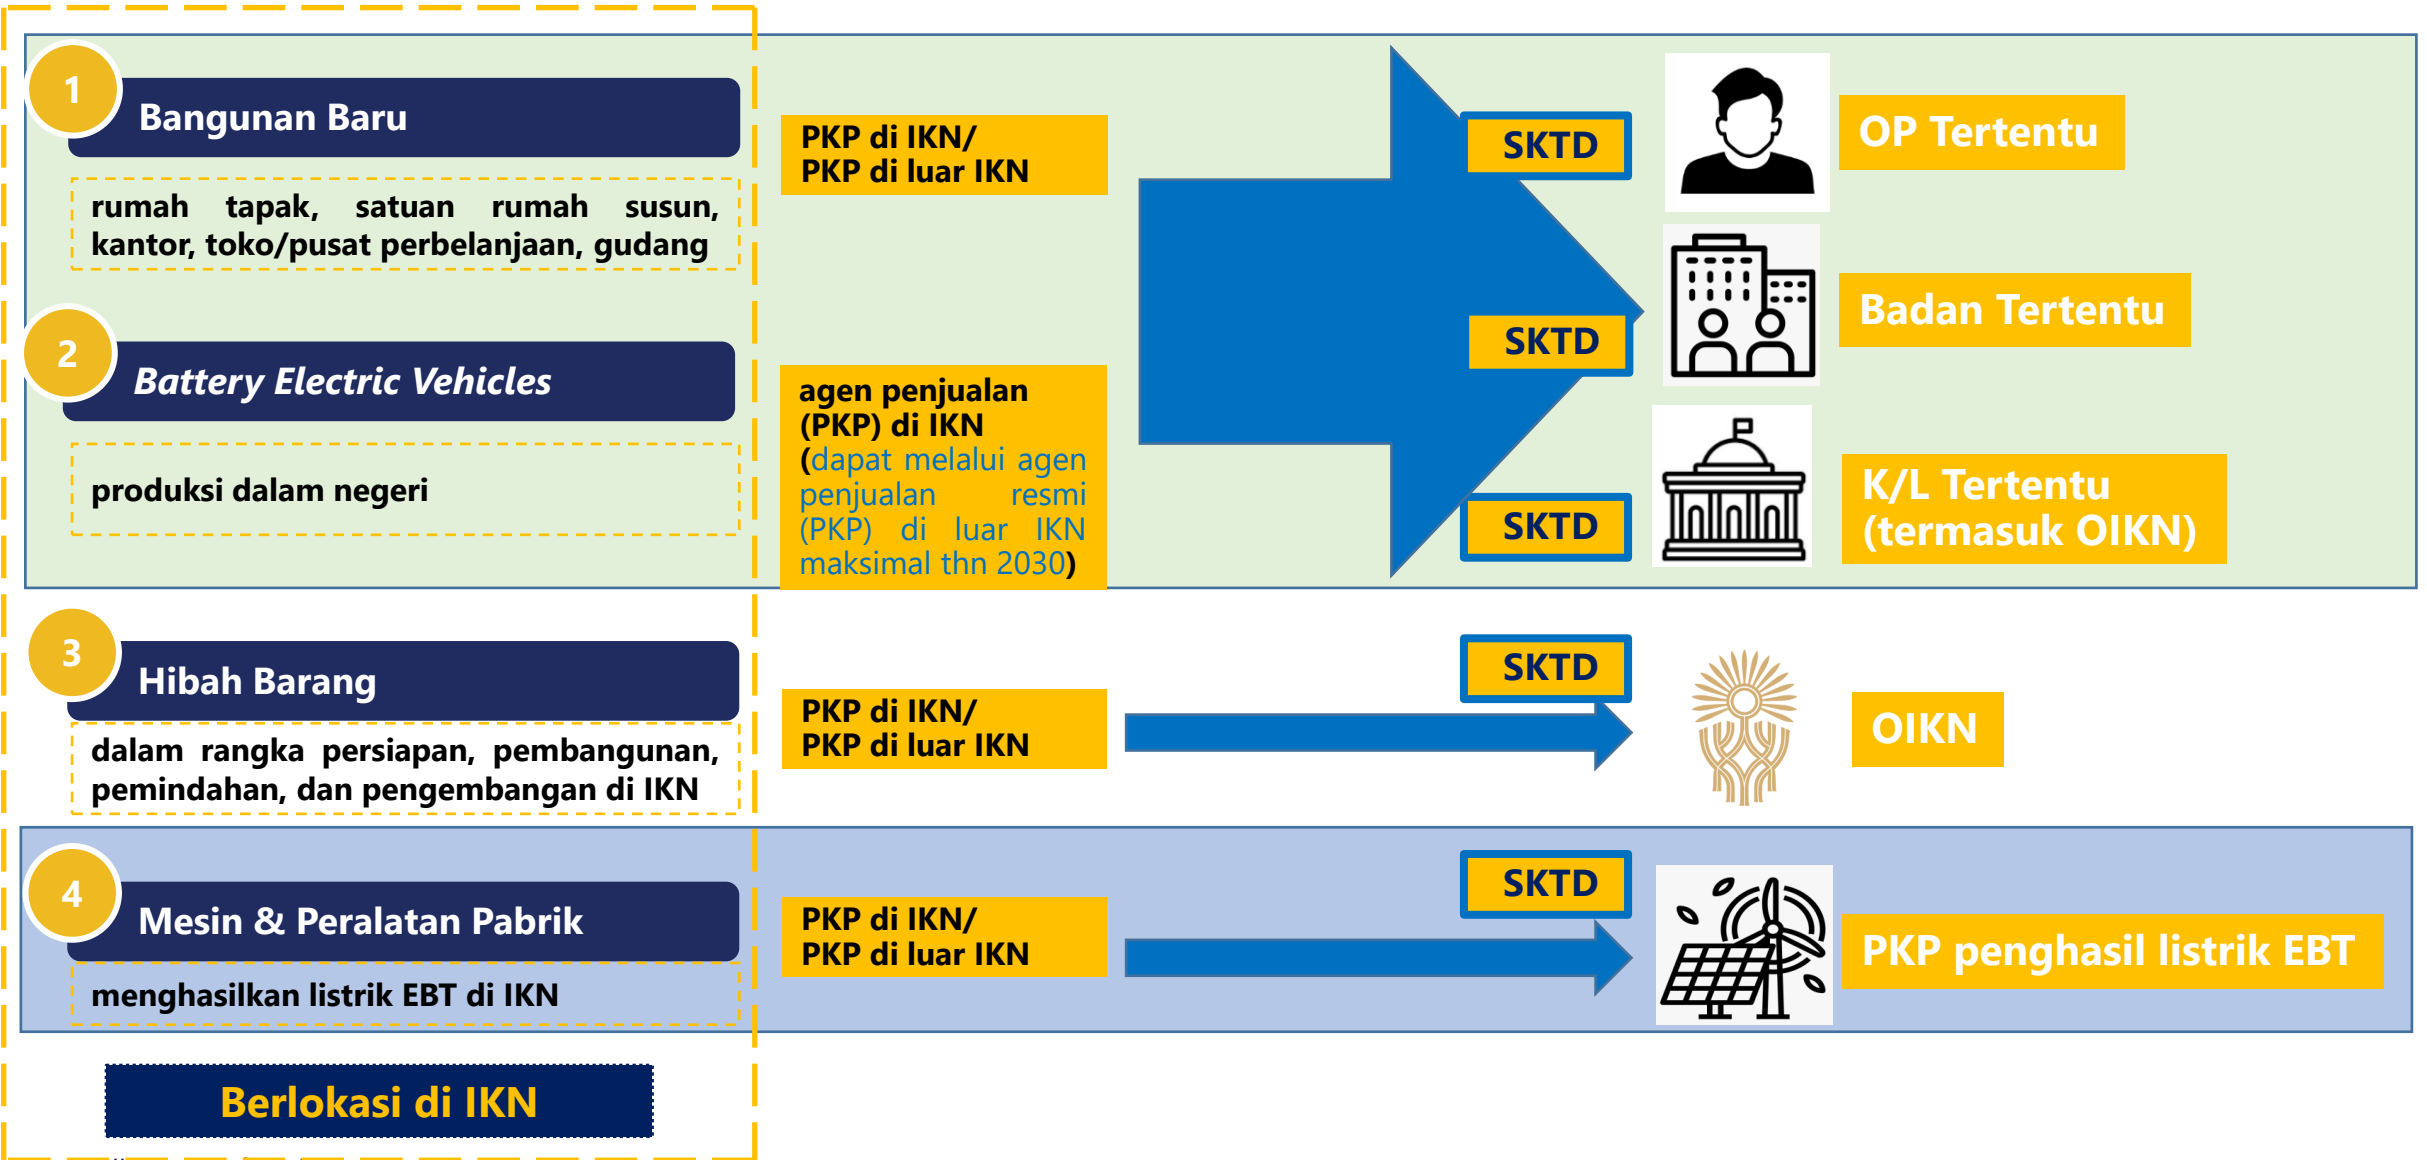 1
Bangunan Baru
rumah tapak, satuan rumah susun,
kantor, toko/pusat perbelanjaan, gudang
PKP di IKN/
PKP di luar IKN
SKTD
OP Tertentu
SKTD
Badan Tertentu
2
Battery Electric Vehicles
produksi dalam negeri
agen penjualan
(PKP) di IKN
(dapat melalui agen
penjualan resmi
(PKP) di luar IKN
maksimal thn 2030)
SKTD
K/L Tertentu
(termasuk OIKN)
3
Hibah Barang
dalam rangka persiapan, pembangunan,
pemindahan, dan pengembangan di IKN
PKP di IKN/
PKP di luar IKN
SKTD
OIKN
4
Mesin & Peralatan Pabrik
menghasilkan listrik EBT di IKN
PKP di IKN/
PKP di luar IKN
SKTD
PKP penghasil listrik EBT
Berlokasi di IKN